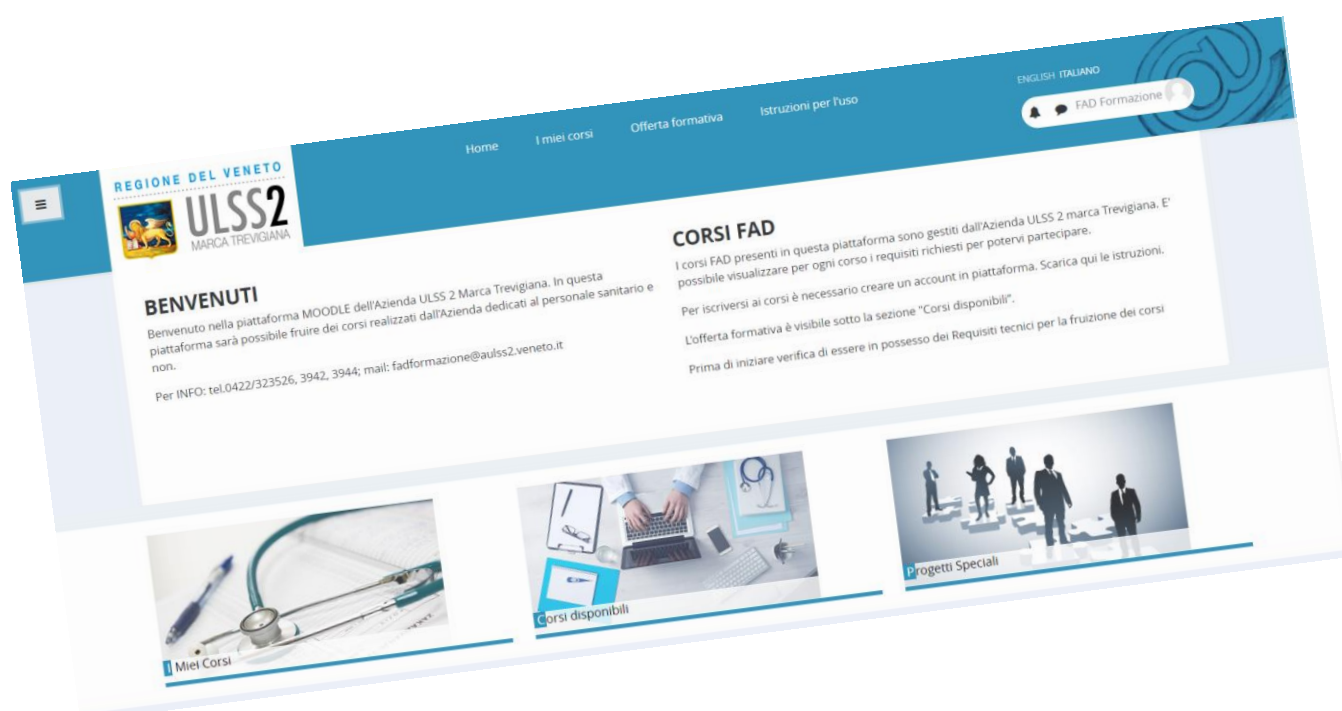 ENGLISH ITALIANO
FAD Formazione
Home
I miei corsi
Offerta formativa
Istruzioni per l'uso
REGIONE DEL VENETO
ULSS2
MARCA TREVIGIANA
BENVENUTI
Benvenuto nella piattaforma MOODLE dell'Azienda ULSS 2 Marca Trevigiana. In questa
piattaforma sarà possibile fruire dei corsi realizzati dall'Azienda dedicati al personale sanitario e
non.
Per INFO: tel.0422/323526, 3942, 3944; mail: fadformazione@aulss2.veneto.it
CORSI FAD
I corsi FAD presenti in questa piattaforma sono gestiti dall'Azienda ULSS 2 marca Trevigiana. E'
possibile visualizzare per ogni corso i requisiti richiesti per potervi partecipare.
Per iscriversi ai corsi è necessario creare un account in piattaforma. Scarica qui le istruzioni.
L'offerta formativa è visibile sotto la sezione "Corsi disponibili".
Prima di iniziare verifica di essere in possesso dei Requisiti tecnici per la fruizione dei corsi
I Miei Corsi
Corsi disponibili
Progetti Speciali